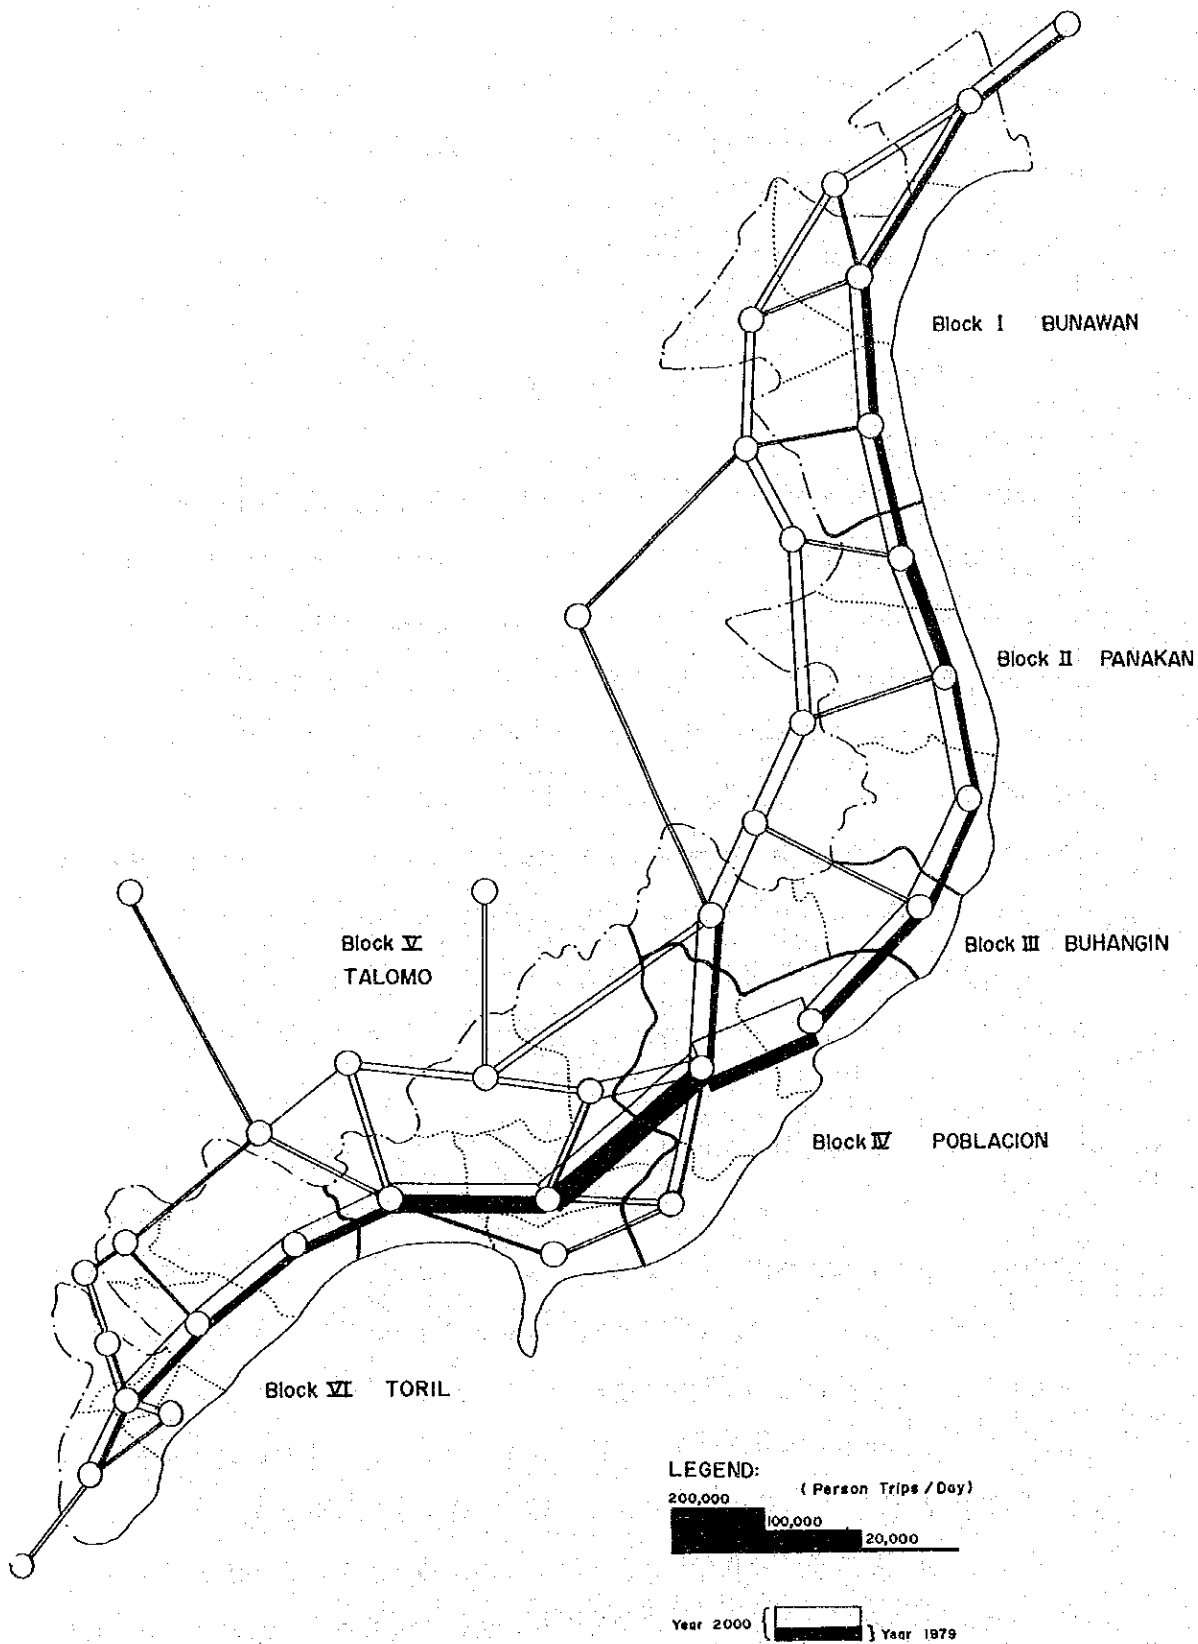 Block I BUNAWAN
Block II PANAKAN
Block V
TALOMO
Block III BUHANGIN
Block IV POBLACION
Block VI TORIL
LEGEND:
(Person Trips / Day)
200,000
100,000
20,000
Year 2000 { } Year 1979